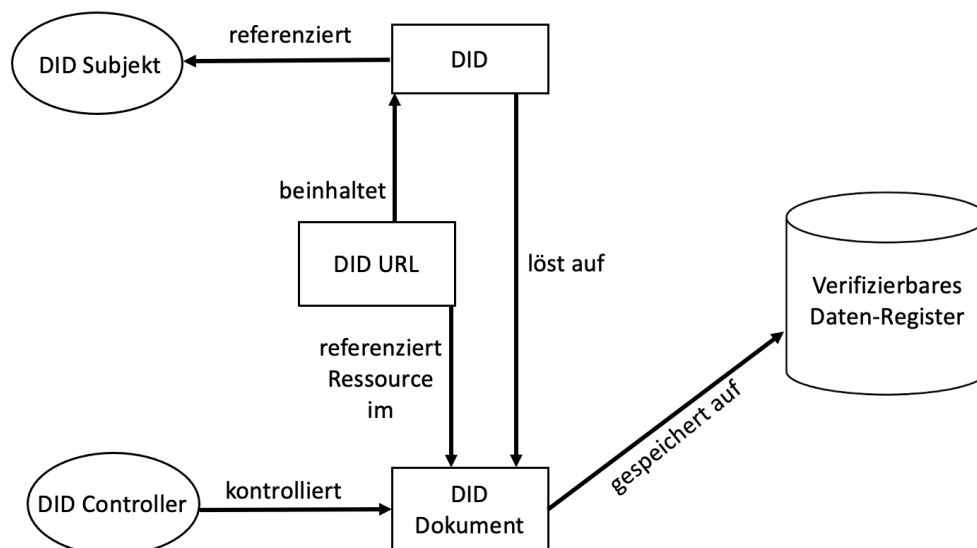 referenziert
DID Subjekt
DID
beinhaltet
DID URL
löst auf
Verifizierbares
Daten-Register
referenziert
Ressource
im
gespeichert auf
DID Controller
kontrolliert
DID
Dokument